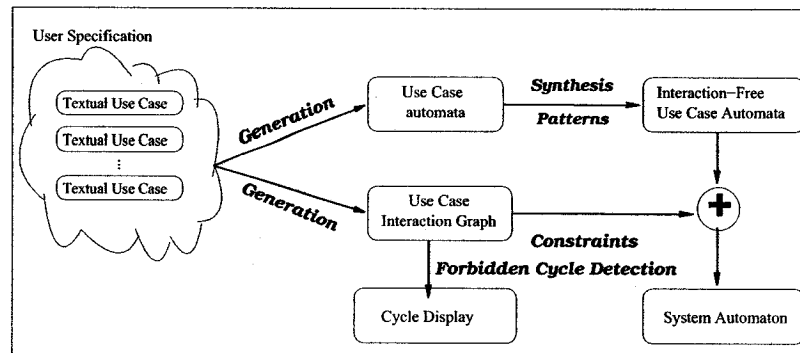 User Specification
Textual Use Case
Textual Use Case
⋮
Textual Use Case
Generation
Generation
Use Case
automata
Synthesis
Patterns
Interaction-Free
Use Case Automata
Use Case
Interaction Graph
+
Constraints
Forbidden Cycle Detection
Cycle Display
System Automaton